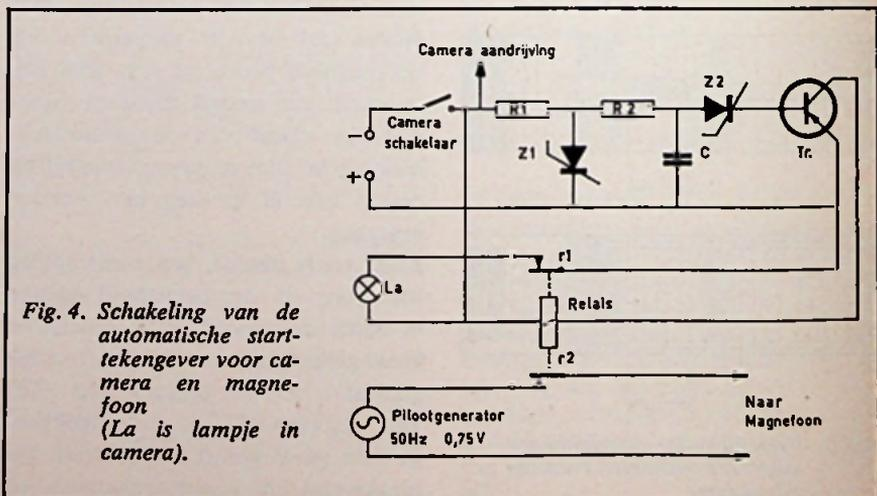 Camera aandrijving
Z2
R1
R2
Camera
schakelaar
–
+
Z1
C
Tr.
r1
La
Relais
r2
Fig. 4. Schakeling van de
automatische start-
tekengever voor ca-
mera en magne-
foon
(La is lampje in
camera).
Pilootgenerator
50Hz 0,75V
Naar
Magnefoon